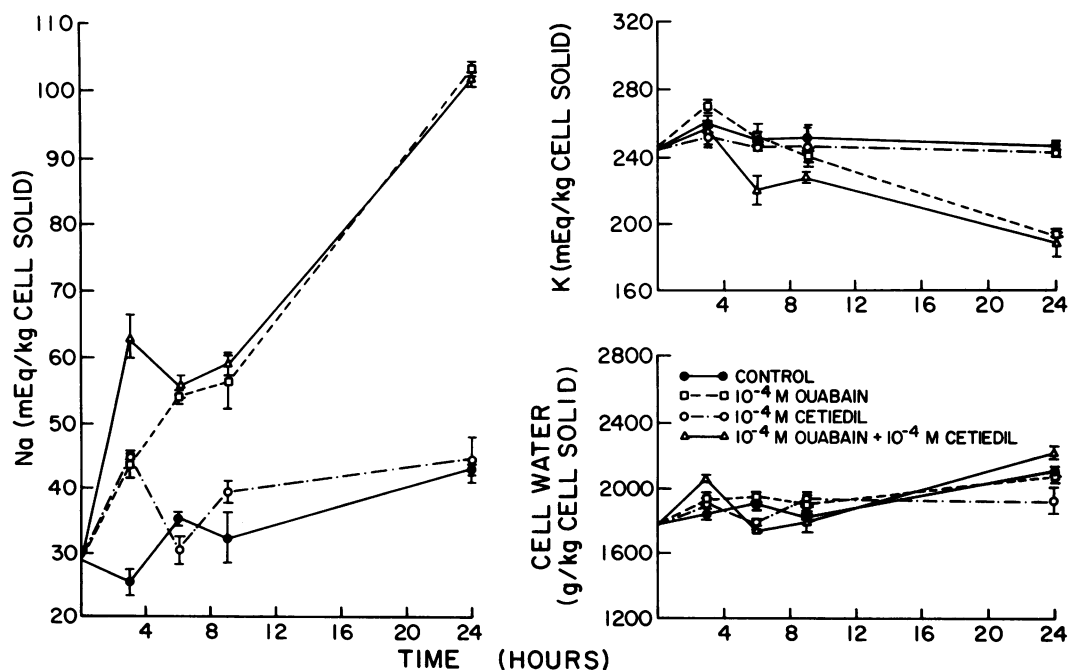 110
100
90
80
70
60
50
40
30
20
Na (mEq/kg CELL SOLID)
4 8 12 16 20 24
TIME (HOURS)
320
280
240
200
160
K (mEq/kg CELL SOLID)
4 8 12 16 20 24
2800
2400
2000
1600
1200
CELL WATER
(g/kg CELL SOLID)
CONTROL
10⁻⁴ M OUABAIN
10⁻⁴ M CETIEDIL
10⁻⁴ M OUABAIN + 10⁻⁴ M CETIEDIL
4 8 12 16 20 24